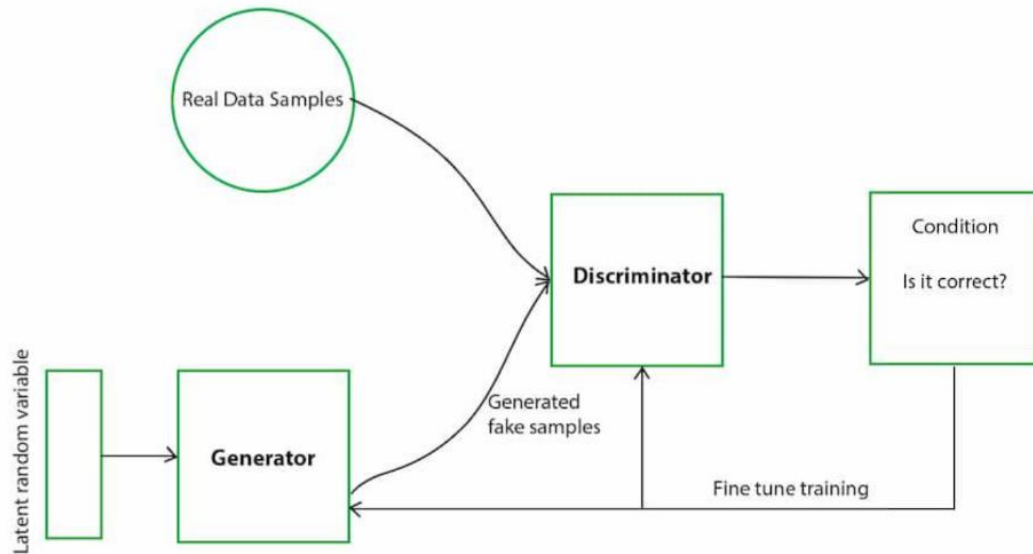 Real Data Samples
Discriminator
Condition
Is it correct?
Latent random variable
Generator
Generated
fake samples
Fine tune training